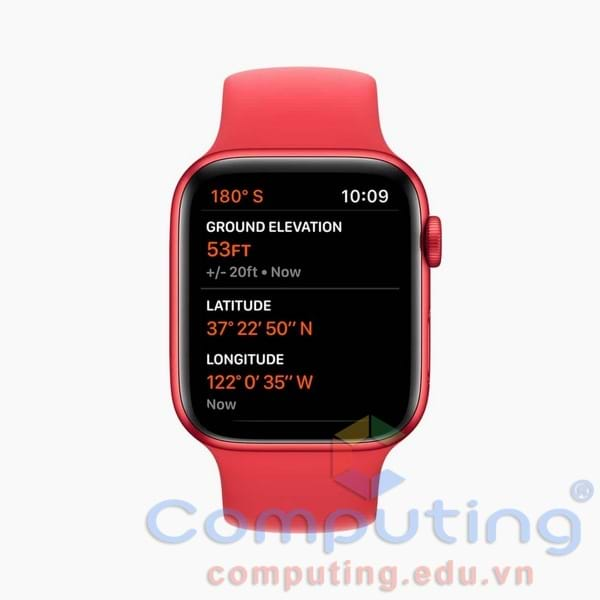 180° S 10:09
GROUND ELEVATION
53FT
+/- 20ft • Now
LATITUDE
37° 22′ 50″ N
LONGITUDE
122° 0′ 35″ W
Now
Computing®
computing.edu.vn